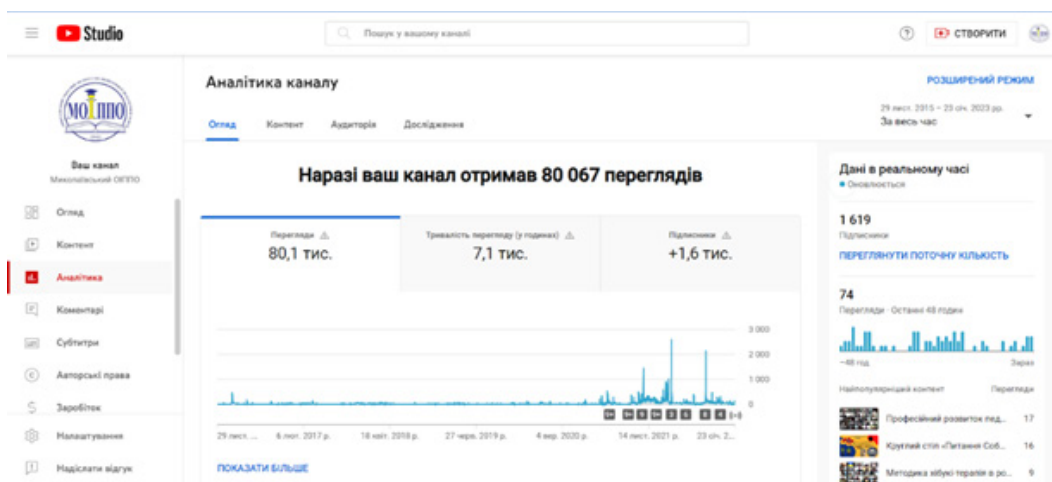 Studio
Пошук у вашому каналі
СТВОРИТИ
МОІППО
Ваш канал
Миколаївський ОІППО
Огляд
Контент
Аналітика
Коментарі
Субтитри
Авторські права
Заробіток
Налаштування
Надіслати відгук
Аналітика каналу
РОЗШИРЕНИЙ РЕЖИМ
Огляд Контент Аудиторія Дослідження
29 лист. 2015 – 23 січ. 2023 рр.
За весь час
Наразі ваш канал отримав 80 067 переглядів
Перегляди
80,1 тис.
Тривалість перегляду (у годинах)
7,1 тис.
Підписники
+1,6 тис.
3 000
2 000
1 000
0
29 лист. ... 6 лют. 2017 р. 18 квіт. 2018 р. 27 черв. 2019 р. 4 вер. 2020 р. 14 лист. 2021 р. 23 січ. 2...
ПОКАЗАТИ БІЛЬШЕ
Дані в реальному часі
Оновлюється
1 619
Підписники
ПЕРЕГЛЯНУТИ ПОТОЧНУ КІЛЬКІСТЬ
74
Перегляди · Останні 48 годин
−48 год. Зараз
Найпопулярніший контент Перегляди
Професійний розвиток пед... 17
Круглий стіл «Питання Соб... 16
Методика хібукі терапія в ро... 9